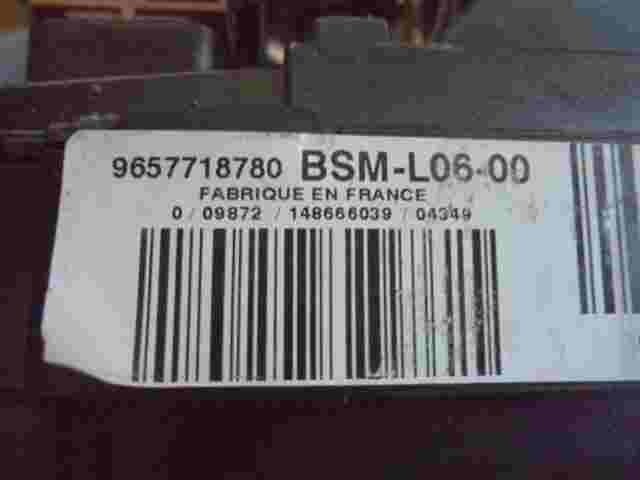 9657718780 BSM-L06-00
FABRIQUE EN FRANCE
0 / 09872 / 148666039 / 04349